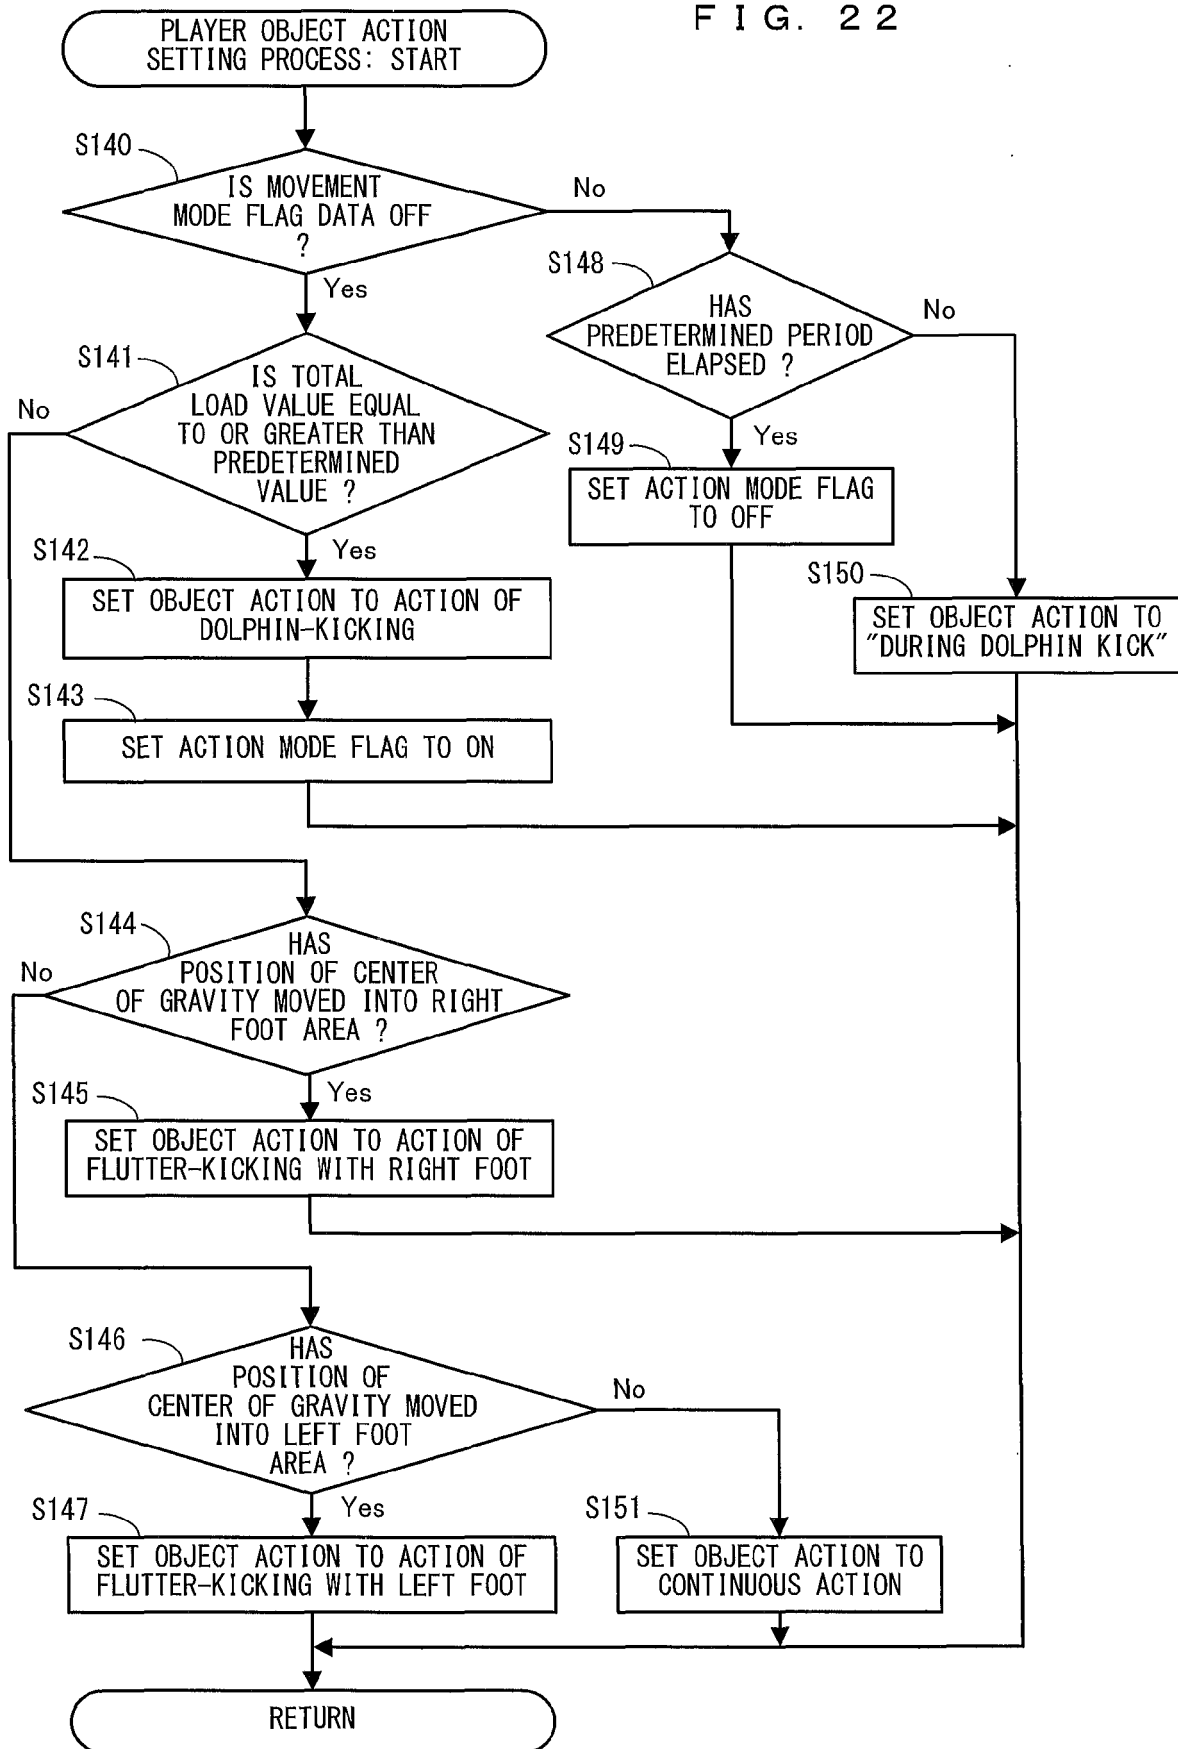 FIG. 22
PLAYER OBJECT ACTION
SETTING PROCESS: START
S140
IS MOVEMENT
MODE FLAG DATA OFF
?
No
Yes
S148
HAS
PREDETERMINED PERIOD
ELAPSED ?
No
Yes
S141
IS TOTAL
LOAD VALUE EQUAL
TO OR GREATER THAN
PREDETERMINED
VALUE ?
No
Yes
S149
SET ACTION MODE FLAG
TO OFF
S142
SET OBJECT ACTION TO ACTION OF
DOLPHIN-KICKING
S150
SET OBJECT ACTION TO
"DURING DOLPHIN KICK"
S143
SET ACTION MODE FLAG TO ON
S144
HAS
POSITION OF CENTER
OF GRAVITY MOVED INTO RIGHT
FOOT AREA ?
No
Yes
S145
SET OBJECT ACTION TO ACTION OF
FLUTTER-KICKING WITH RIGHT FOOT
S146
HAS
POSITION OF
CENTER OF GRAVITY MOVED
INTO LEFT FOOT
AREA ?
No
Yes
S147
SET OBJECT ACTION TO ACTION OF
FLUTTER-KICKING WITH LEFT FOOT
S151
SET OBJECT ACTION TO
CONTINUOUS ACTION
RETURN